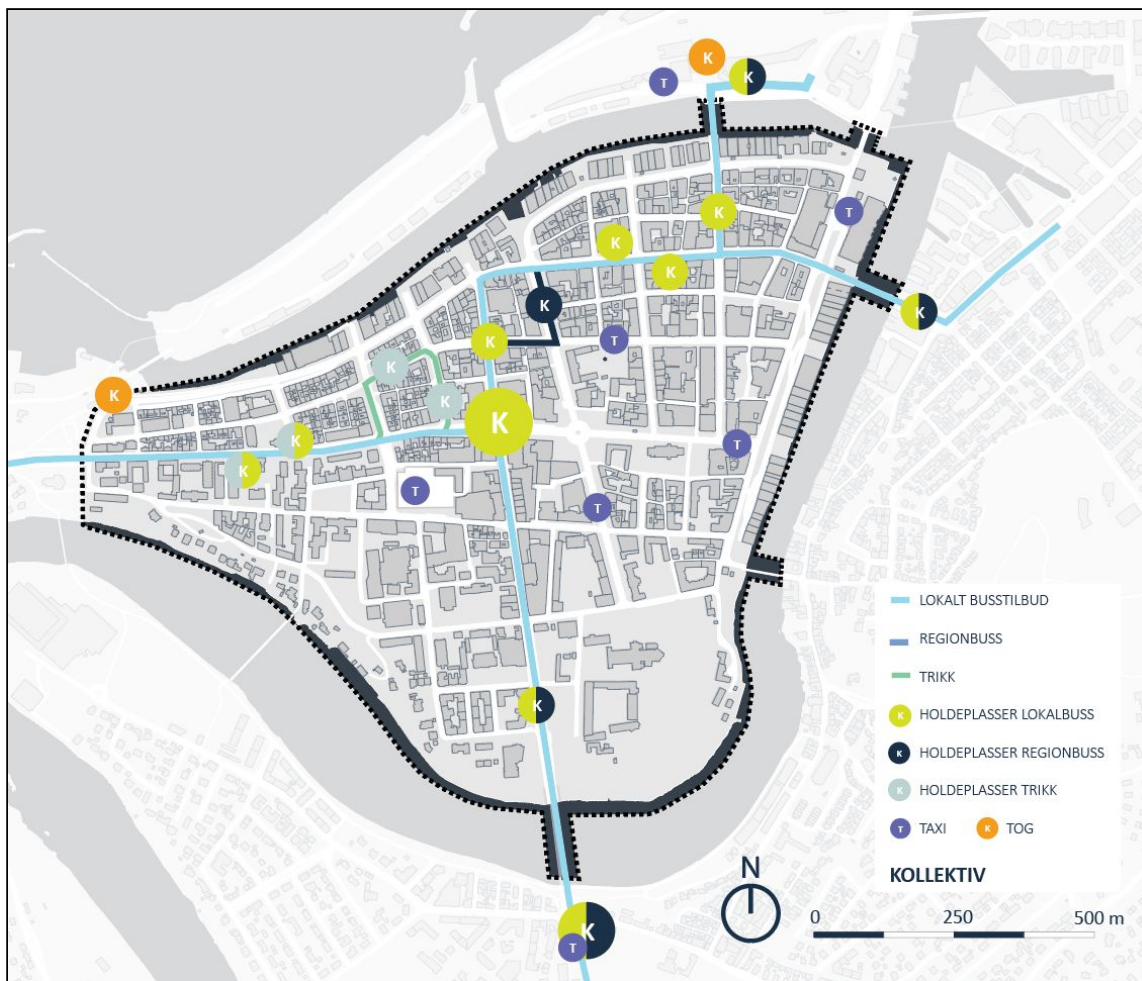 K
T
K
K
T
K
K
K
K
K
K
T
K
K
K
K
K
K
T
T
T
K
K
T
LOKALT BUSSTILBUD
REGIONBUSS
TRIKK
K HOLDEPLASSER LOKALBUSS
K HOLDEPLASSER REGIONBUSS
K HOLDEPLASSER TRIKK
T TAXI K TOG
KOLLEKTIV
N
0 250 500 m